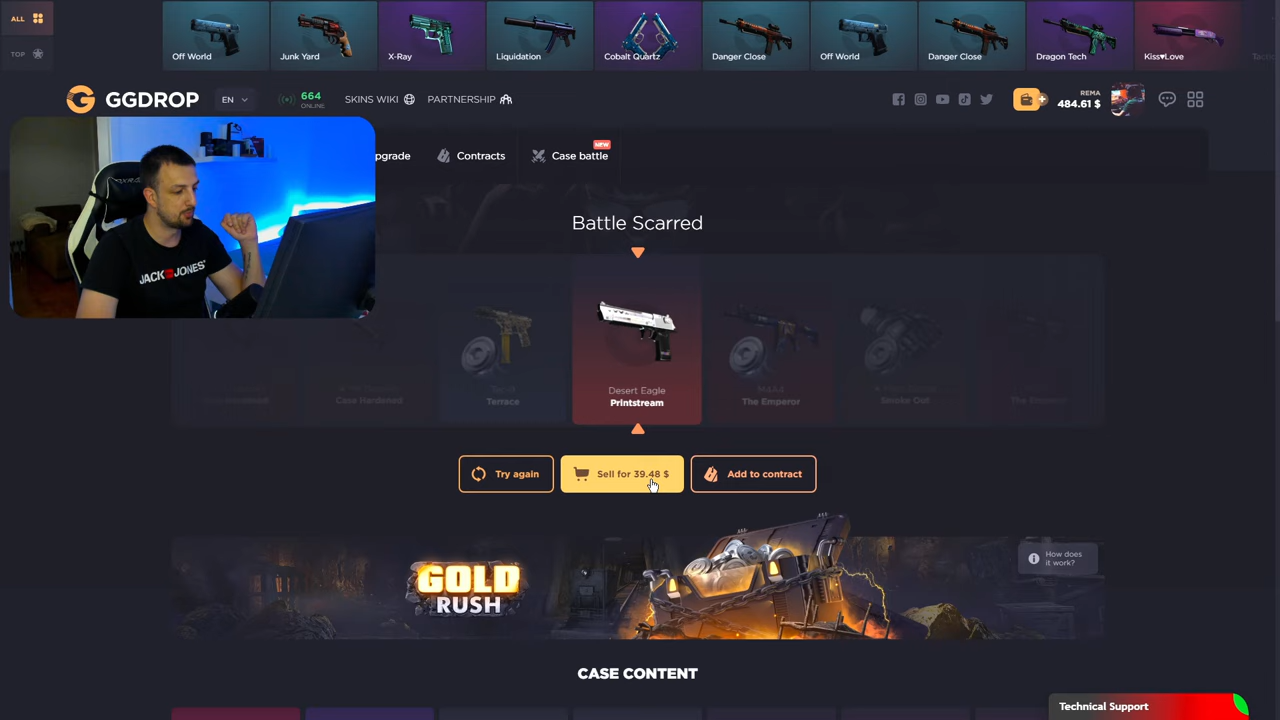 ALL
TOP
Off World
Junk Yard
X-Ray
Liquidation
Cobalt Quartz
Danger Close
Off World
Danger Close
Dragon Tech
Kiss♥Love
GGDROP
EN
664
ONLINE
SKINS WIKI
PARTNERSHIP
REMA
484.61 $
pgrade
Contracts
NEW
Case battle
JACK JONES
Battle Scarred
Case Hardened
Terrace
Desert Eagle
Printstream
M4A4
The Emperor
Smoke Out
The Emperor
Try again
Sell for 39.48 $
Add to contract
GOLD
RUSH
How does
it work?
CASE CONTENT
Technical Support